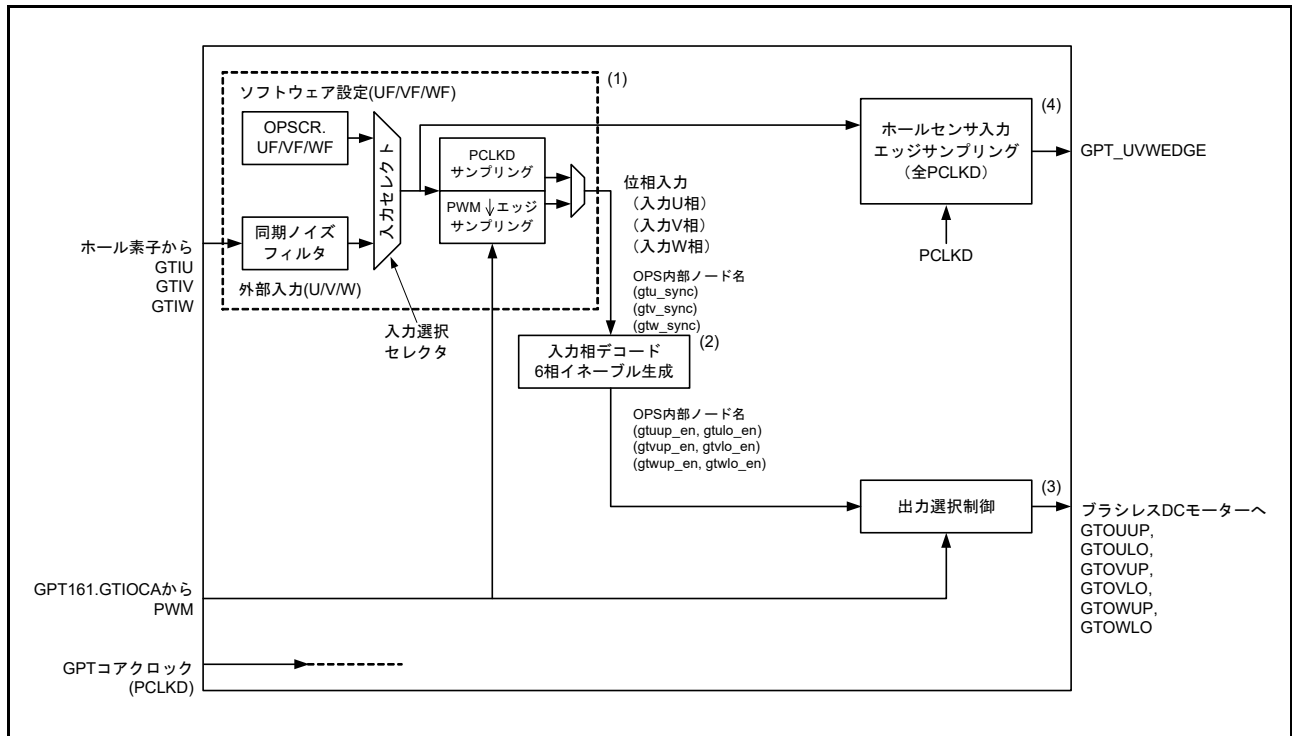 ソフトウェア設定(UF/VF/WF)
(1)
OPSCR.
UF/VF/WF
入力セレクト
PCLKD
サンプリング
PWM↓エッジ
サンプリング
同期ノイズ
フィルタ
外部入力(U/V/W)
ホール素子から
GTIU
GTIV
GTIW
入力選択
セレクタ
位相入力
(入力U相)
(入力V相)
(入力W相)
OPS内部ノード名
(gtu_sync)
(gtv_sync)
(gtw_sync)
(2)
入力相デコード
6相イネーブル生成
OPS内部ノード名
(gtuup_en, gtulo_en)
(gtvup_en, gtvlo_en)
(gtwup_en, gtwlo_en)
(4)
ホールセンサ入力
エッジサンプリング
(全PCLKD)
GPT_UVWEDGE
PCLKD
(3)
出力選択制御
ブラシレスDCモーターへ
GTOUUP,
GTOULO,
GTOVUP,
GTOVLO,
GTOWUP,
GTOWLO
GPT161.GTIOCAから
PWM
GPTコアクロック
(PCLKD)